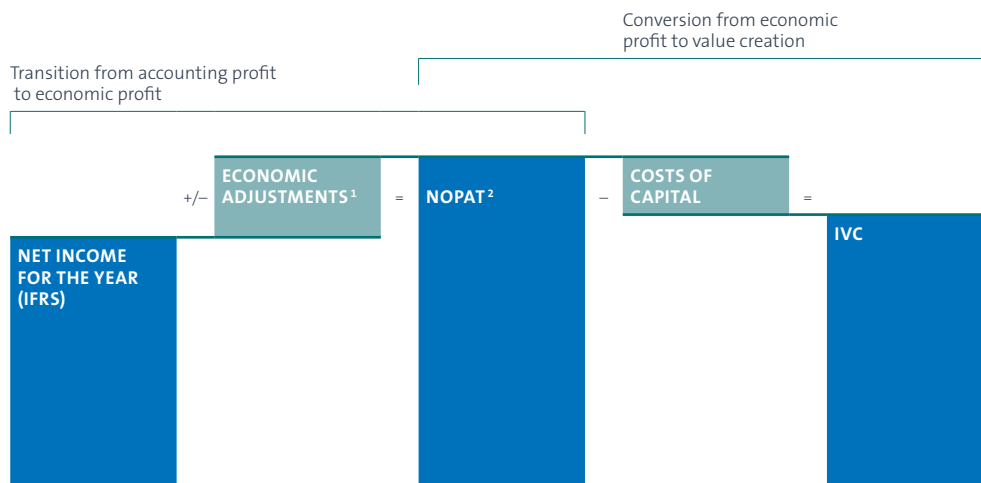 Conversion from economic
profit to value creation
Transition from accounting profit
to economic profit
+/–
ECONOMIC
ADJUSTMENTS 1
=
NOPAT 2
–
COSTS OF
CAPITAL
=
IVC
NET INCOME
FOR THE YEAR
(IFRS)